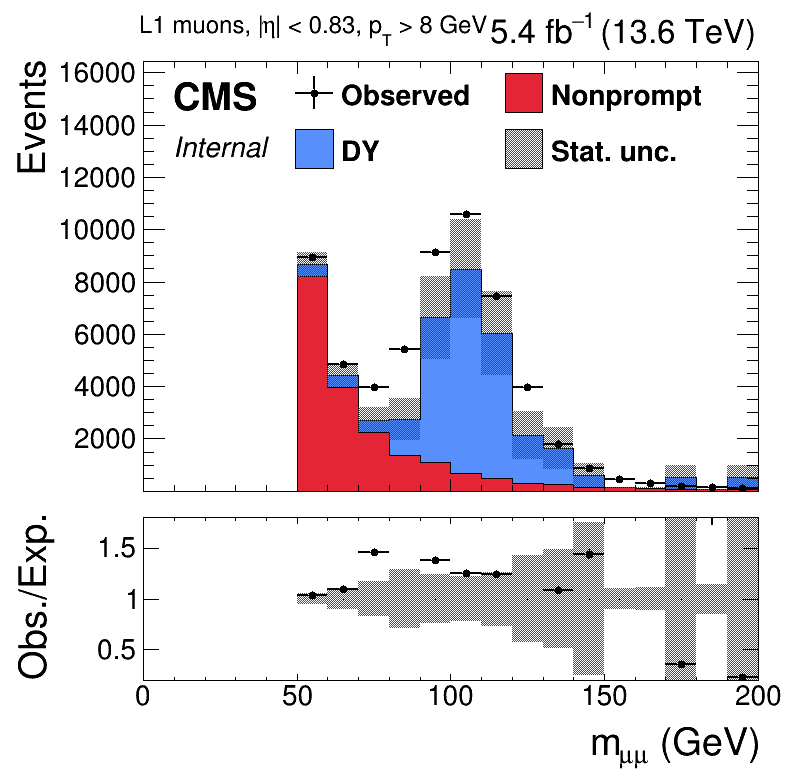 L1 muons, |η| < 0.83, p_T > 8 GeV 5.4 fb⁻¹ (13.6 TeV)
Events
16000
14000
12000
10000
8000
6000
4000
2000
CMS
Internal
Observed
Nonprompt
DY
Stat. unc.
Obs./Exp.
1.5
1
0.5
0 50 100 150 200
m_μμ (GeV)